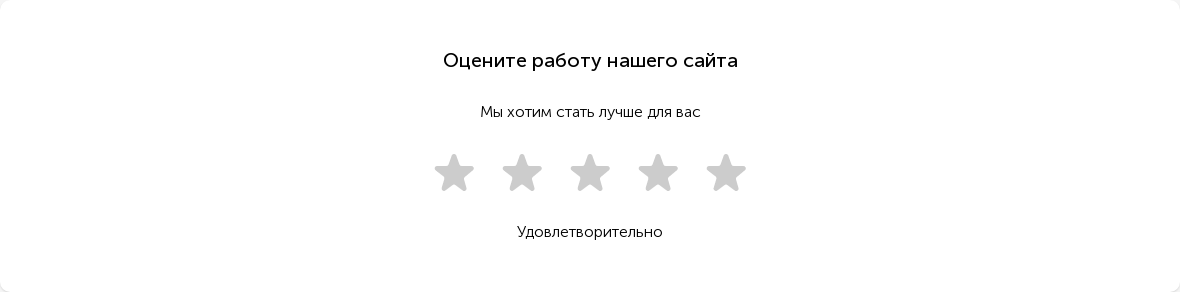 Оцените работу нашего сайта
Мы хотим стать лучше для вас
Удовлетворительно